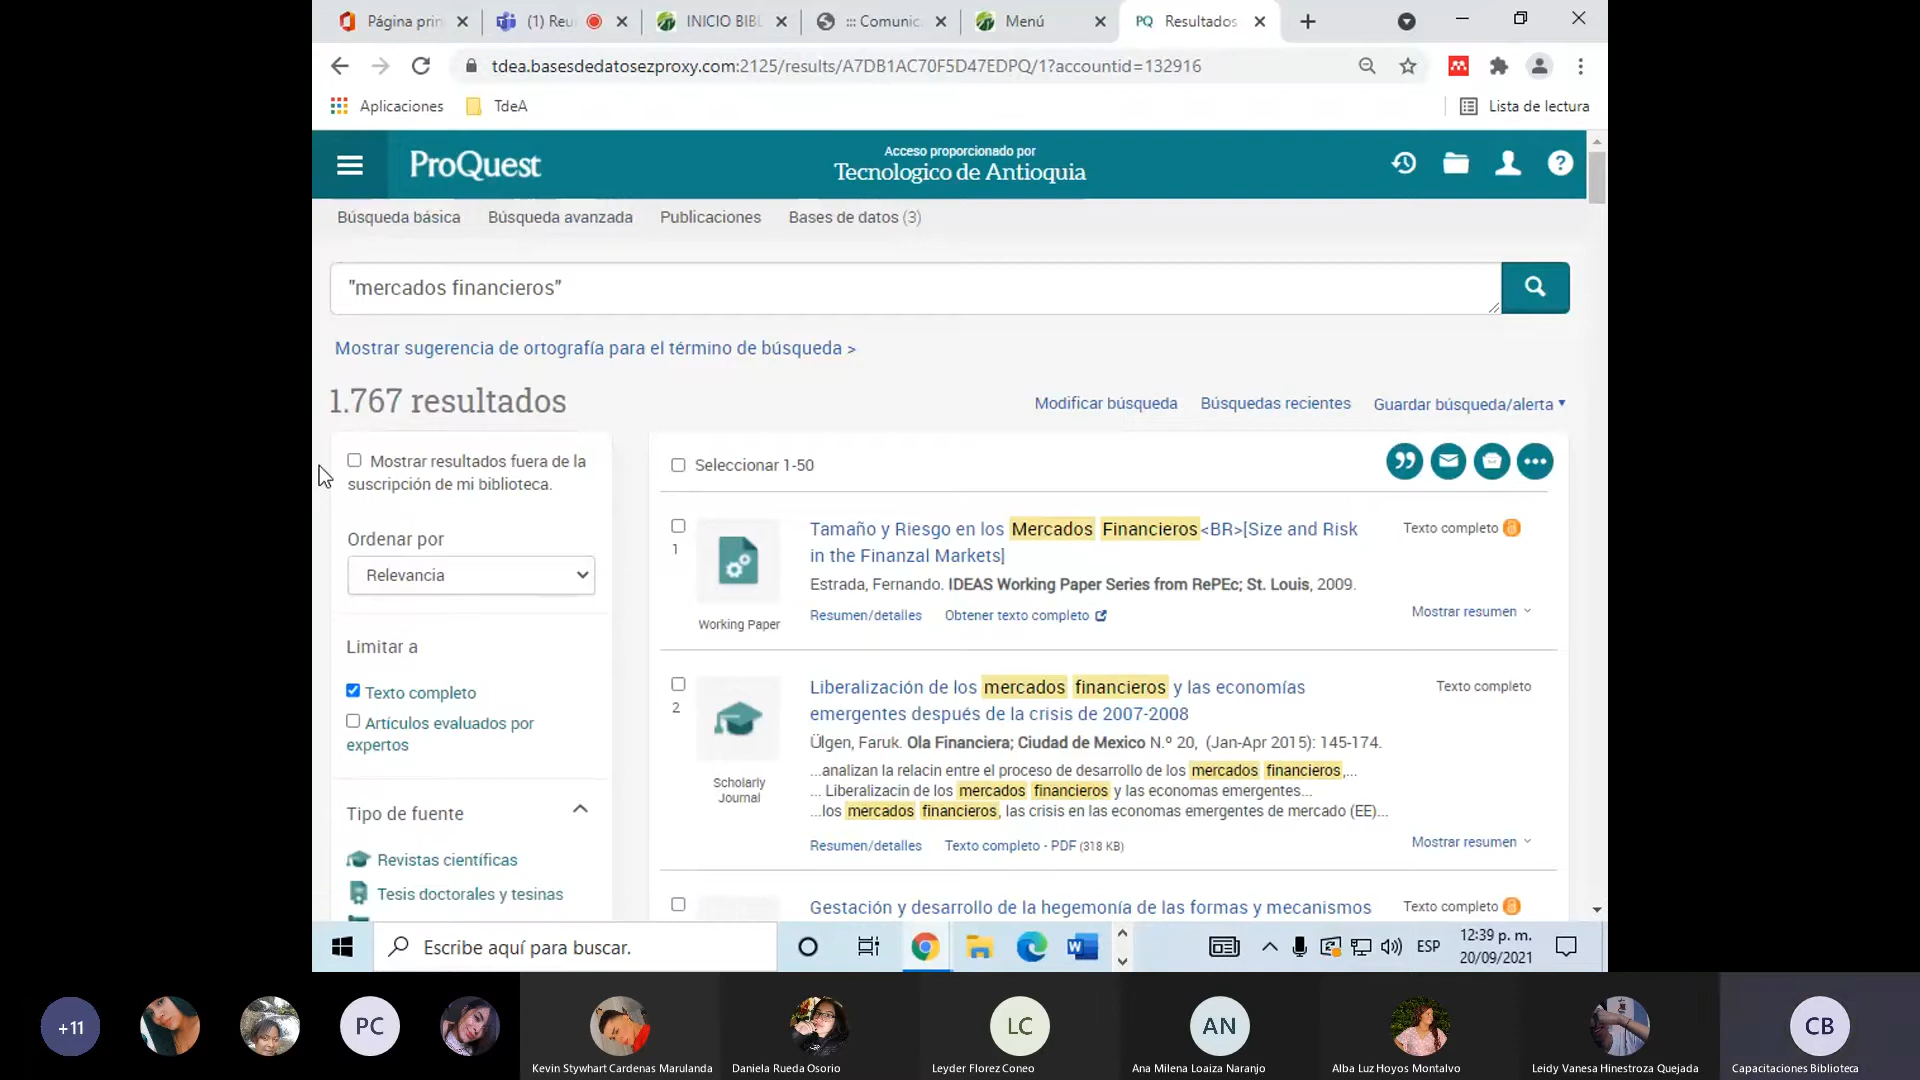 Página prin
(1) Reu
INICIO BIBL
::: Comunic
Menú
PQ Resultados
tdea.basesdedatosezproxy.com:2125/results/A7DB1AC70F5D47EDPQ/1?accountid=132916
Aplicaciones
TdeA
Lista de lectura
ProQuest
Acceso proporcionado por
Tecnologico de Antioquia
Búsqueda básica
Búsqueda avanzada
Publicaciones
Bases de datos (3)
"mercados financieros"
Mostrar sugerencia de ortografía para el término de búsqueda >
1.767 resultados
Modificar búsqueda
Búsquedas recientes
Guardar búsqueda/alerta
Mostrar resultados fuera de la
suscripción de mi biblioteca.
Ordenar por
Relevancia
Limitar a
Texto completo
Artículos evaluados por
expertos
Tipo de fuente
Revistas científicas
Tesis doctorales y tesinas
Seleccionar 1-50
1
Working Paper
Tamaño y Riesgo en los Mercados Financieros<BR>[Size and Risk
in the Finanzal Markets]
Texto completo
Estrada, Fernando. IDEAS Working Paper Series from RePEc; St. Louis, 2009.
Resumen/detalles
Obtener texto completo
Mostrar resumen
2
Scholarly
Journal
Liberalización de los mercados financieros y las economías
emergentes después de la crisis de 2007-2008
Texto completo
Ülgen, Faruk. Ola Financiera; Ciudad de Mexico N.º 20, (Jan-Apr 2015): 145-174.
...analizan la relacin entre el proceso de desarrollo de los mercados financieros,...
... Liberalizacin de los mercados financieros y las economas emergentes...
...los mercados financieros, las crisis en las economas emergentes de mercado (EE)...
Resumen/detalles
Texto completo - PDF (318 KB)
Mostrar resumen
Gestación y desarrollo de la hegemonía de las formas y mecanismos
Texto completo
Escribe aquí para buscar.
ESP
12:39 p. m.
20/09/2021
+11
PC
Kevin Stywhart Cardenas Marulanda
Daniela Rueda Osorio
LC
Leyder Florez Coneo
AN
Ana Milena Loaiza Naranjo
Alba Luz Hoyos Montalvo
Leidy Vanesa Hinestroza Quejada
CB
Capacitaciones Biblioteca